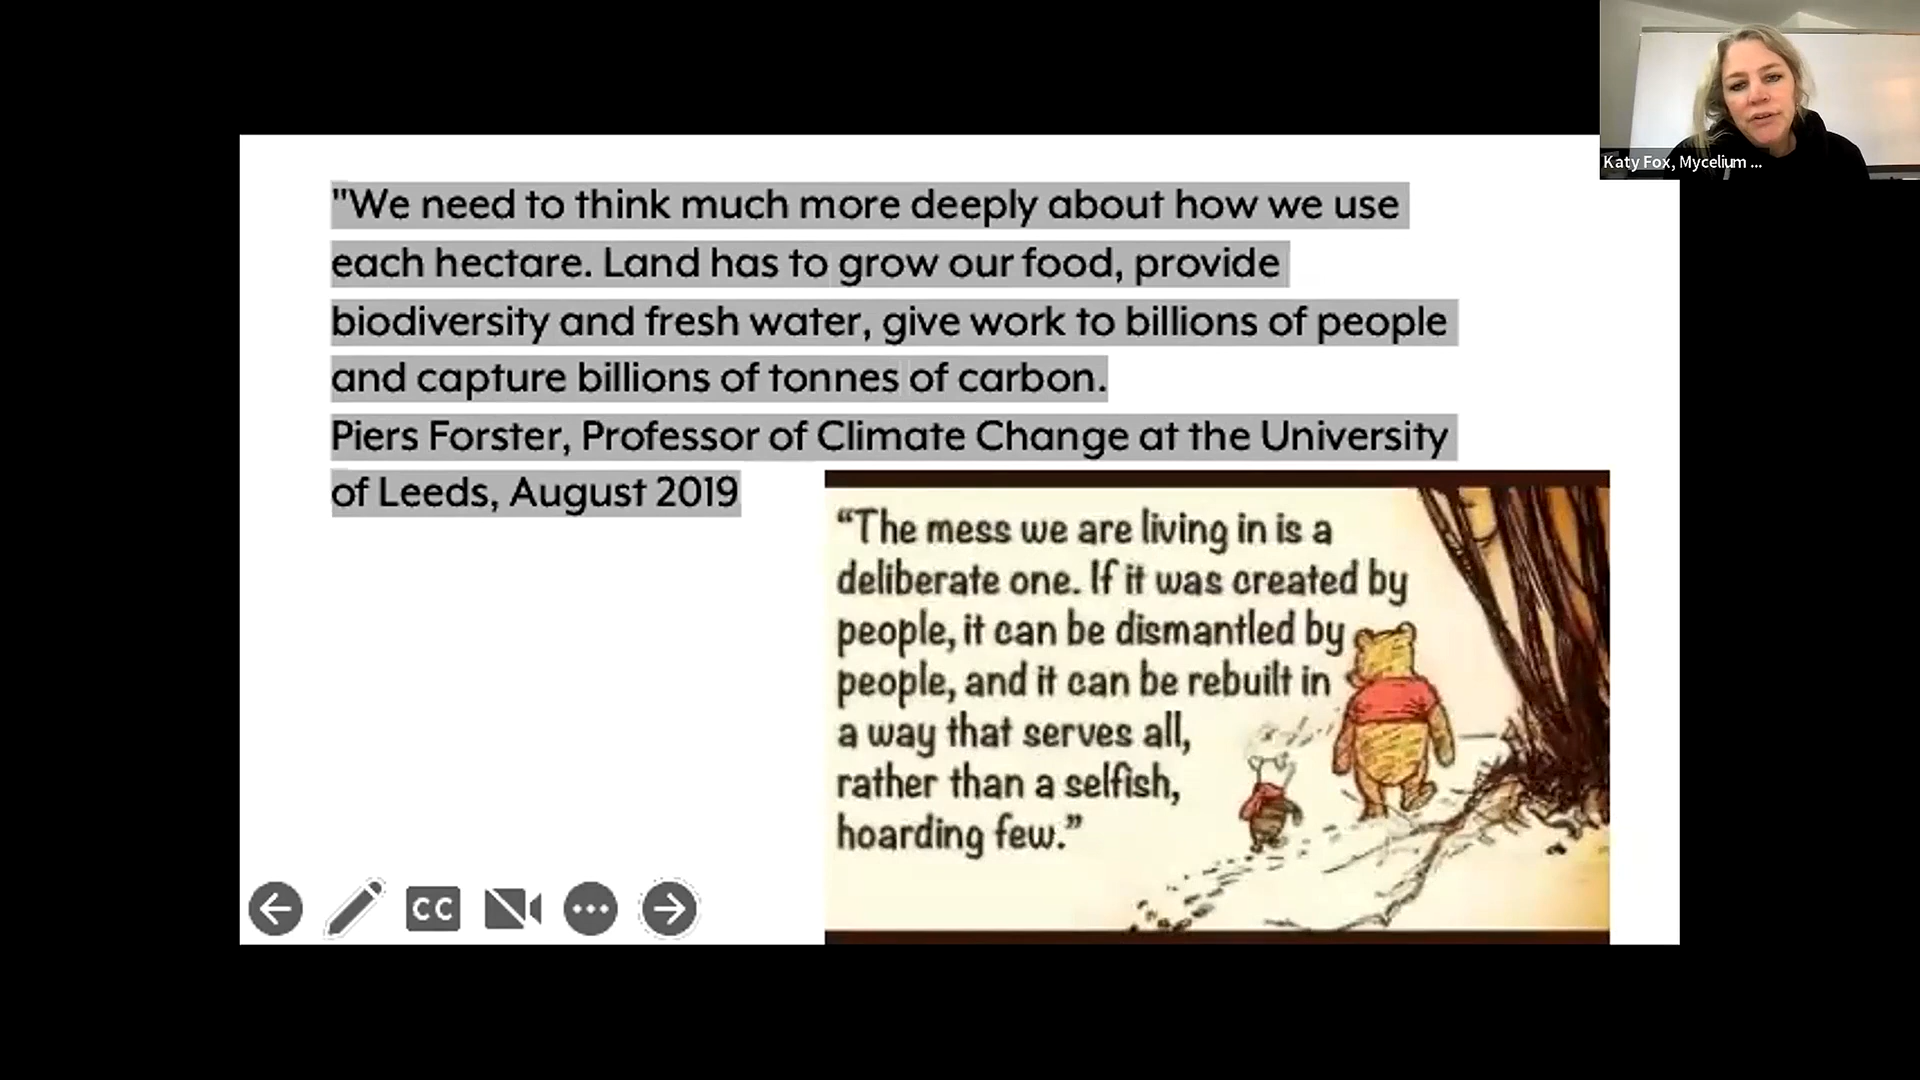 "We need to think much more deeply about how we use
each hectare. Land has to grow our food, provide
biodiversity and fresh water, give work to billions of people
and capture billions of tonnes of carbon.
Piers Forster, Professor of Climate Change at the University
of Leeds, August 2019
“The mess we are living in is a
deliberate one. If it was created by
people, it can be dismantled by
people, and it can be rebuilt in
a way that serves all,
rather than a selfish,
hoarding few.”
CC
Katy Fox, Mycelium ...